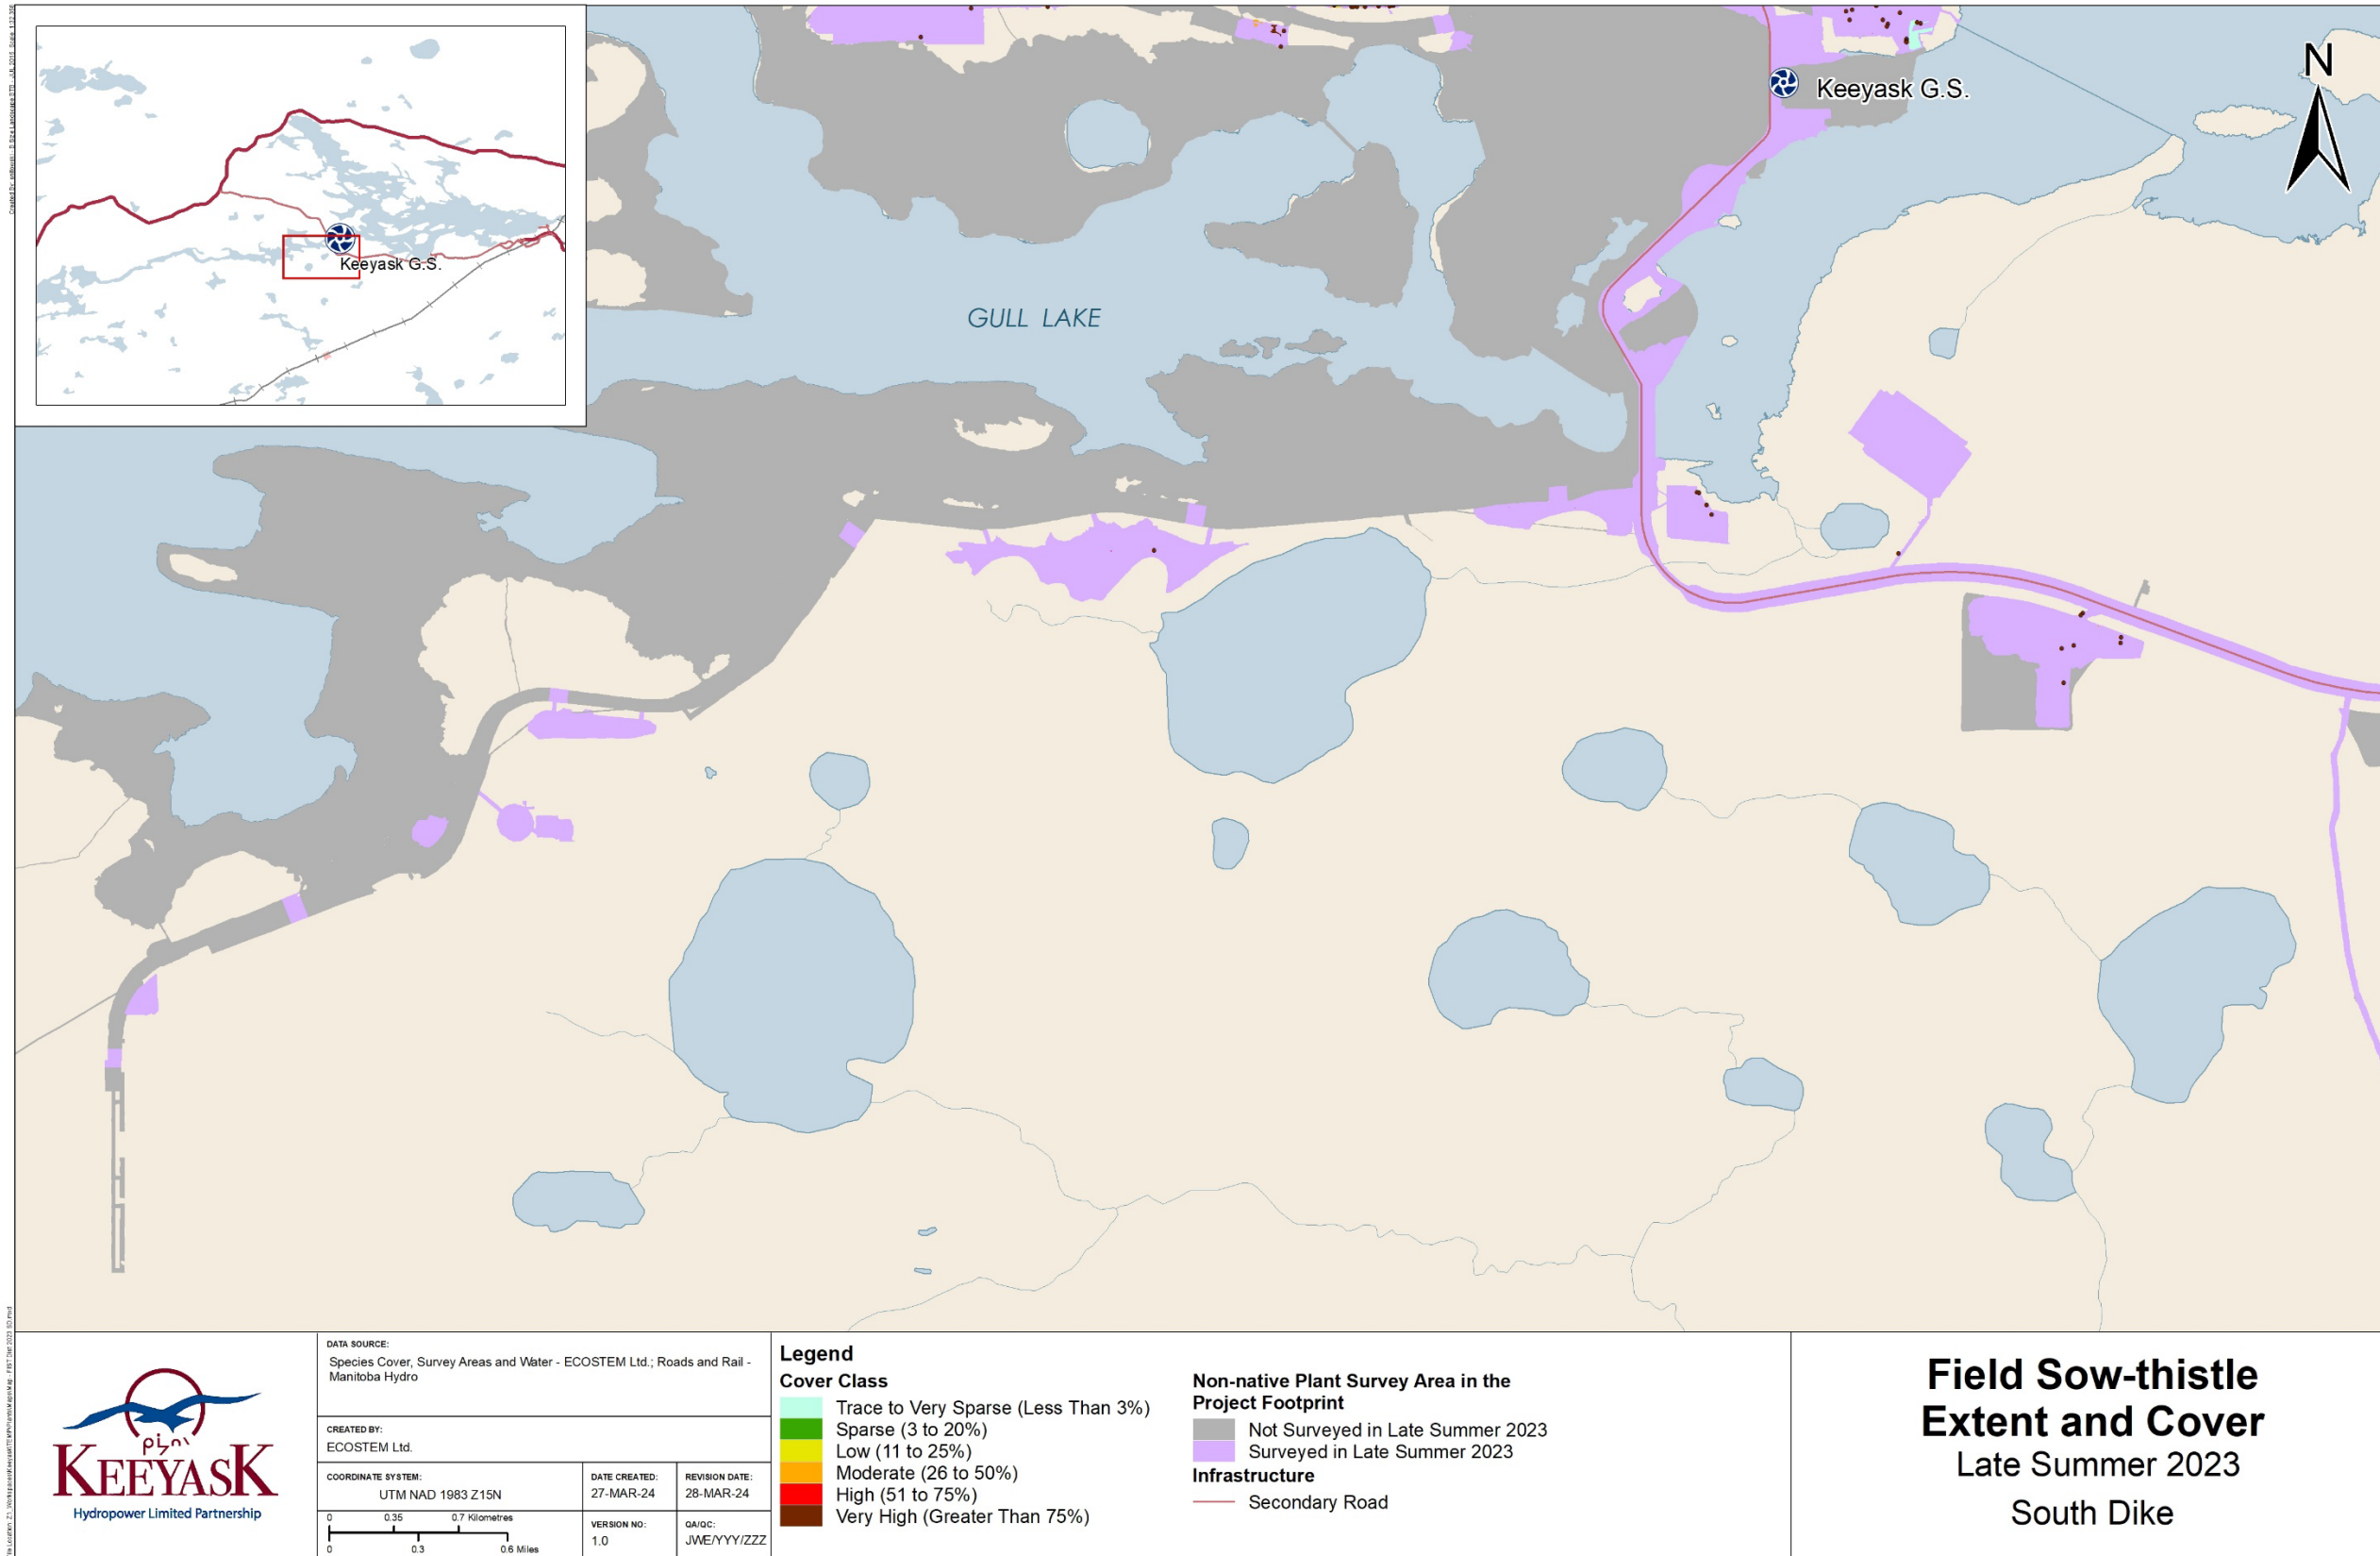 Keeyask G.S.
Keeyask G.S.
N
GULL LAKE
KEEYASK
Hydropower Limited Partnership
DATA SOURCE:
Species Cover, Survey Areas and Water - ECOSTEM Ltd.; Roads and Rail -
Manitoba Hydro
CREATED BY:
ECOSTEM Ltd.
COORDINATE SYSTEM:
UTM NAD 1983 Z15N
DATE CREATED:
27-MAR-24
REVISION DATE:
28-MAR-24
0 0.35 0.7 Kilometres
0 0.3 0.6 Miles
VERSION NO:
1.0
QA/QC:
JWE/YYY/ZZZ
Legend
Cover Class
Trace to Very Sparse (Less Than 3%)
Sparse (3 to 20%)
Low (11 to 25%)
Moderate (26 to 50%)
High (51 to 75%)
Very High (Greater Than 75%)
Non-native Plant Survey Area in the
Project Footprint
Not Surveyed in Late Summer 2023
Surveyed in Late Summer 2023
Infrastructure
Secondary Road
Field Sow-thistle
Extent and Cover
Late Summer 2023
South Dike